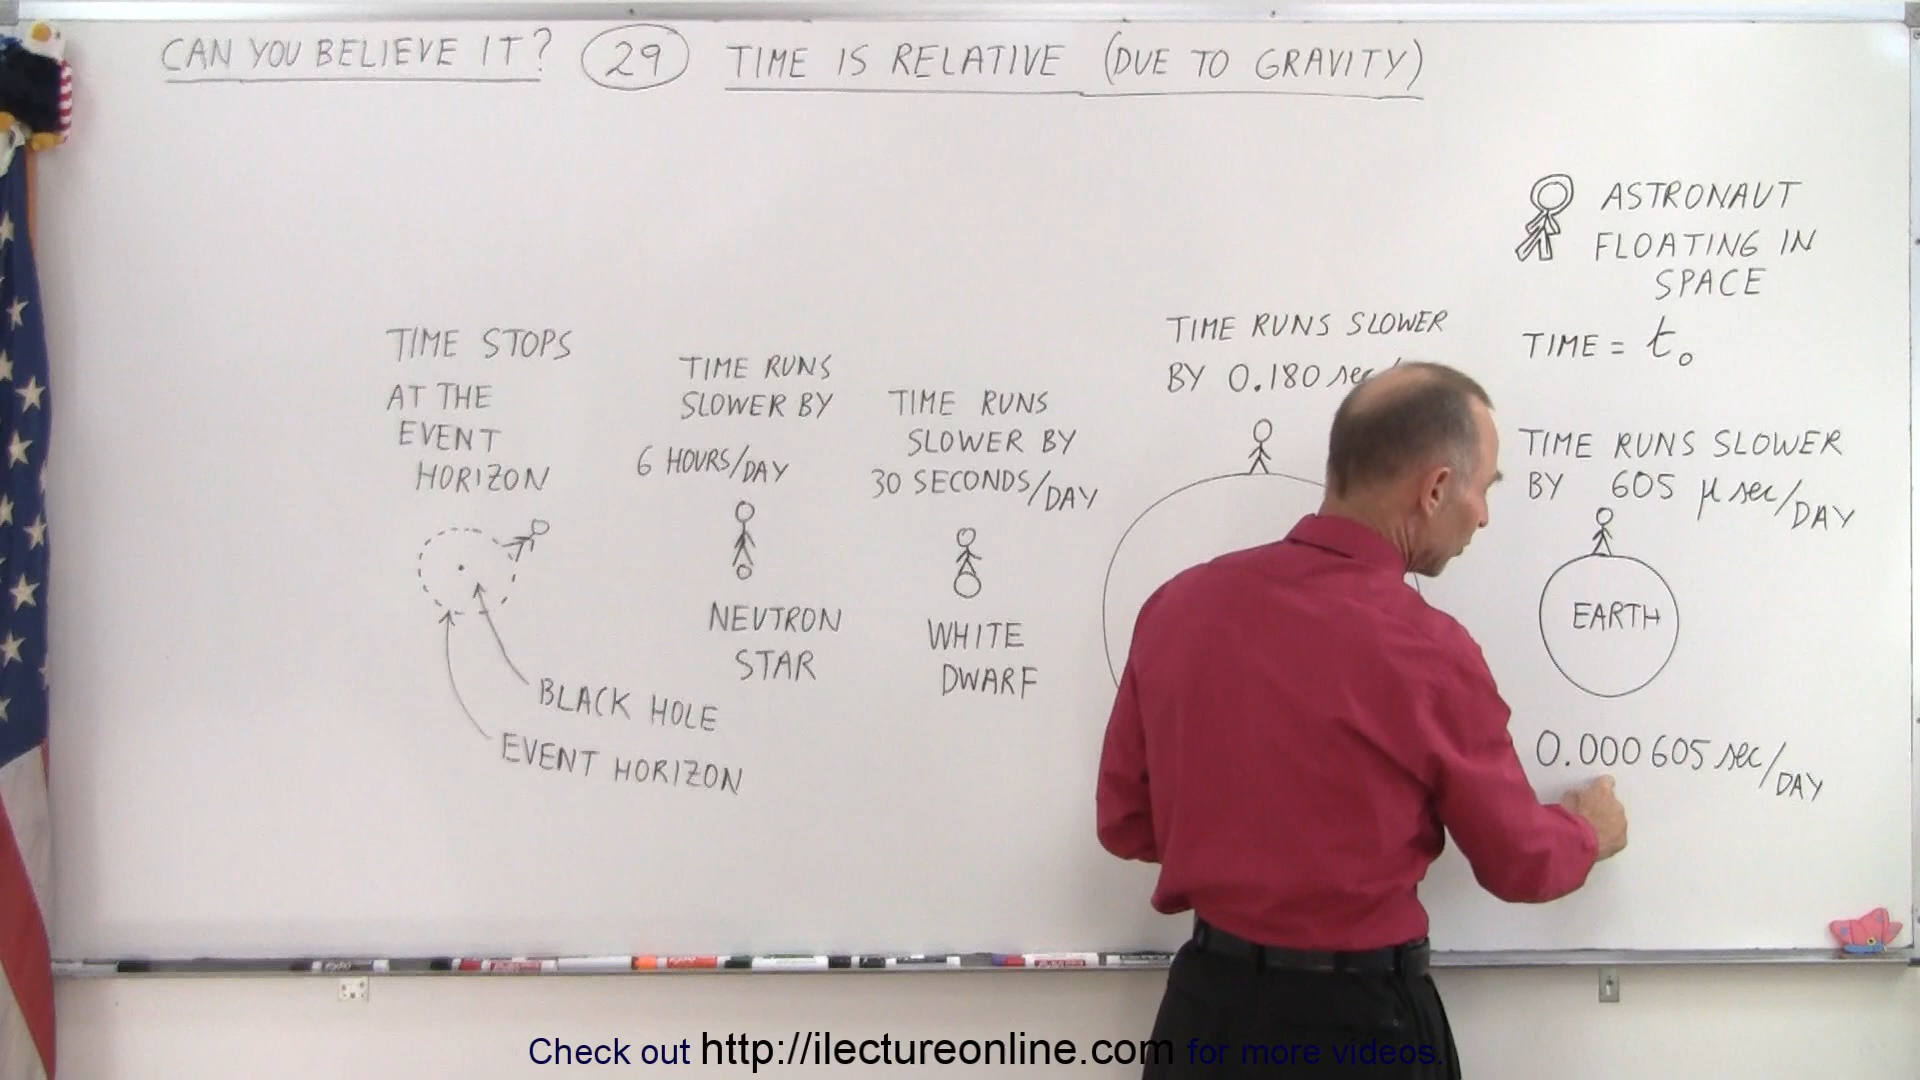 CAN YOU BELIEVE IT? 29 TIME IS RELATIVE (DUE TO GRAVITY)
ASTRONAUT
FLOATING IN
SPACE
TIME = t₀
TIME STOPS
AT THE
EVENT
HORIZON
BLACK HOLE
EVENT HORIZON
TIME RUNS
SLOWER BY
6 HOURS/DAY
NEUTRON
STAR
TIME RUNS
SLOWER BY
30 SECONDS/DAY
WHITE
DWARF
TIME RUNS SLOWER
BY 0.180 sec/
TIME RUNS SLOWER
BY 605 μsec/DAY
EARTH
0.000605 sec/DAY
Check out http://ilectureonline.com for more videos.